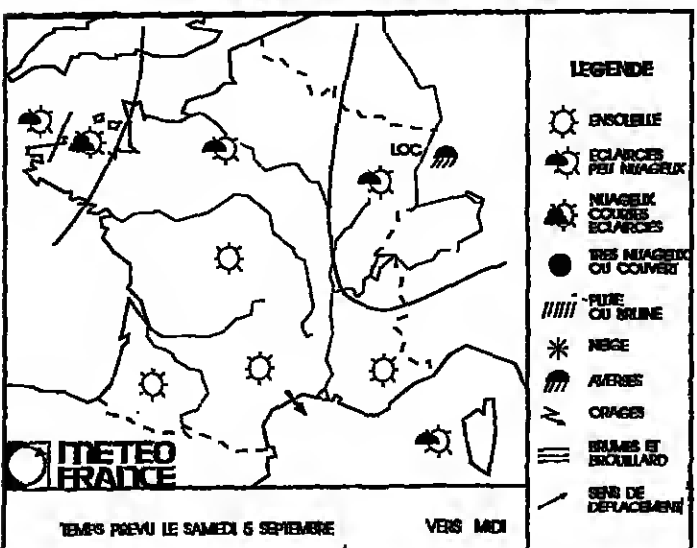 LOC
METEO
FRANCE
TEMPS PREVU LE SAMEDI 5 SEPTEMBRE
VERS MIDI
LEGENDE
ENSOLEILLE
ECLAIRCIES
PEU NUAGEUX
NUAGEUX
COURTES
ECLAIRCIES
TRES NUAGEUX
OU COUVERT
PLUIE
OU BRUINE
NEIGE
AVERSES
ORAGES
BRUMES ET
BROUILLARD
SENS DE
DEPLACEMENT